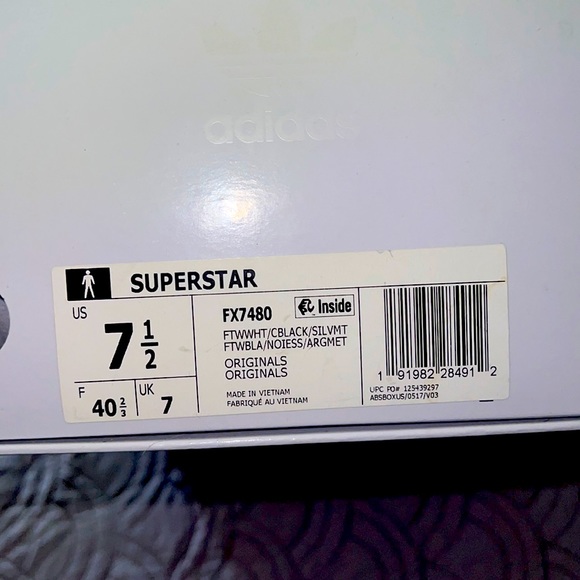 adidas
SUPERSTAR
US
7 1/2
F
40 2/3
UK
7
FX7480
Inside
FTWWHT/CBLACK/SILVMT
FTWBLA/NOIESS/ARGMET
ORIGINALS
ORIGINALS
MADE IN VIETNAM
FABRIQUÉ AU VIETNAM
1 91982 28491 2
UPC PO# 125439297
ABSBOXUS/0517/V03